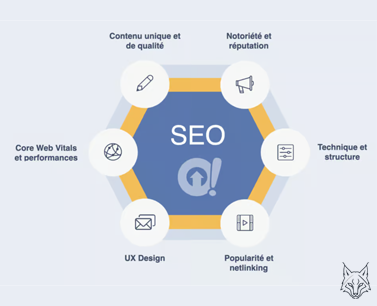 Contenu unique et
de qualité
Notoriété et
réputation
SEO
Core Web Vitals
et performances
Technique et
structure
UX Design
Popularité et
netlinking